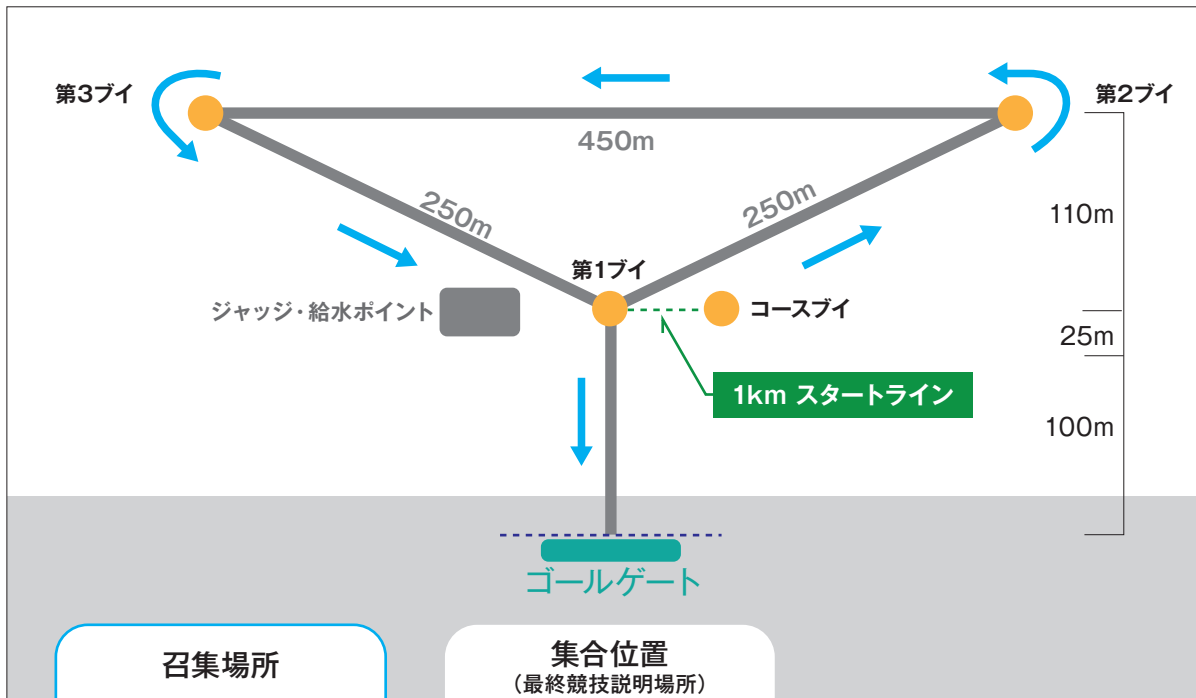 第3ブイ
第2ブイ
450m
250m
250m
110m
第1ブイ
ジャッジ・給水ポイント
コースブイ
25m
1km スタートライン
100m
ゴールゲート
召集場所
集合位置
（最終競技説明場所）